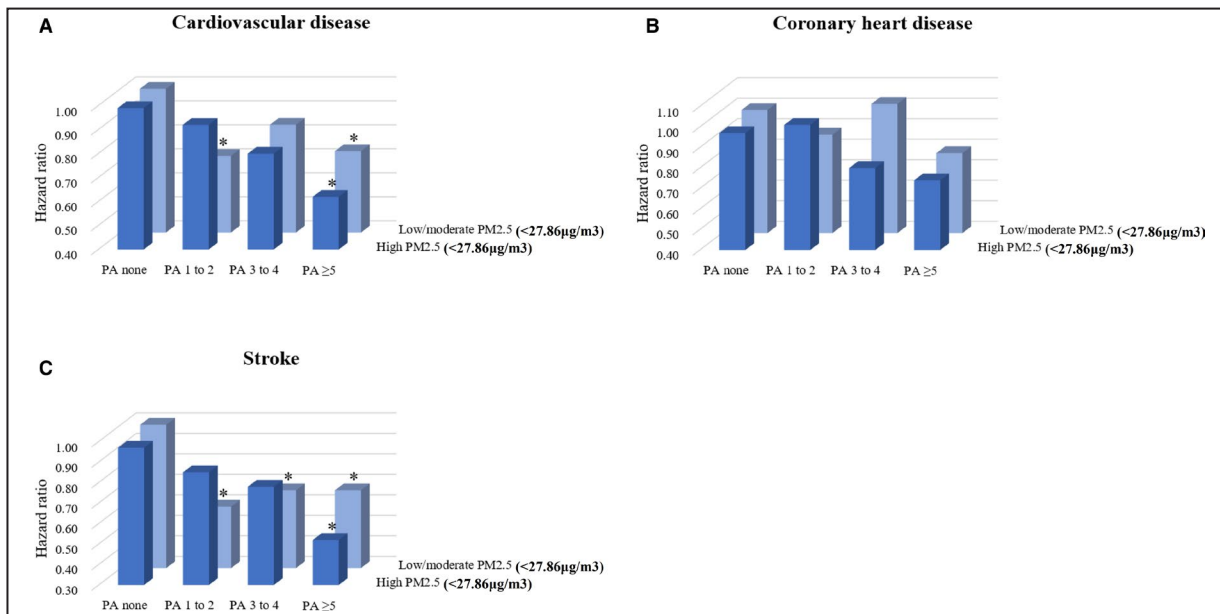 A
Cardiovascular disease
Hazard ratio
1.00
0.90
0.80
0.70
0.60
0.50
0.40
*
*
*
Low/moderate PM2.5 (<27.86µg/m3)
High PM2.5 (<27.86µg/m3)
PA none PA 1 to 2 PA 3 to 4 PA ≥5
B
Coronary heart disease
Hazard ratio
1.10
1.00
0.90
0.80
0.70
0.60
0.50
0.40
Low/moderate PM2.5 (<27.86µg/m3)
High PM2.5 (<27.86µg/m3)
PA none PA 1 to 2 PA 3 to 4 PA ≥5
C
Stroke
Hazard ratio
1.00
0.90
0.80
0.70
0.60
0.50
0.40
0.30
*
*
*
*
Low/moderate PM2.5 (<27.86µg/m3)
High PM2.5 (<27.86µg/m3)
PA none PA 1 to 2 PA 3 to 4 PA ≥5